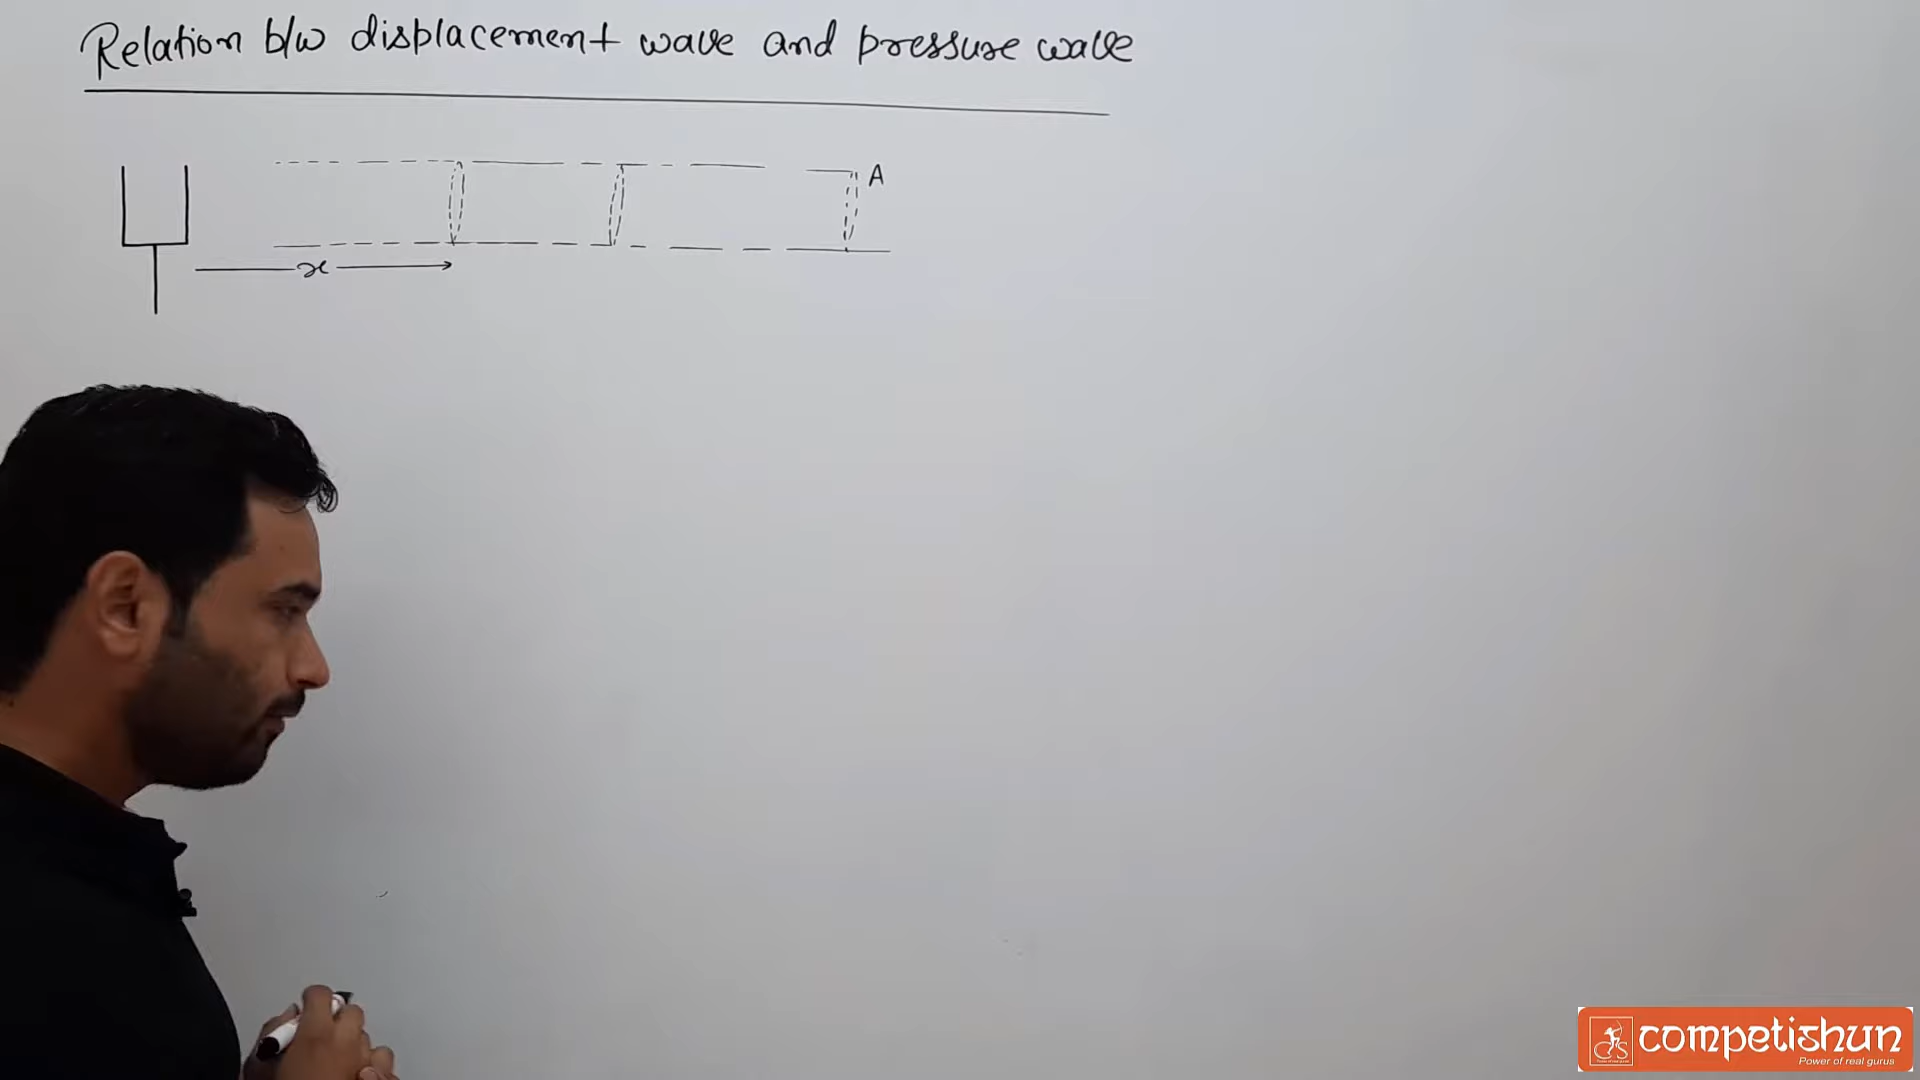 Relation b/w displacement wave and pressure wave
A
x
competishun
Power of real gurus